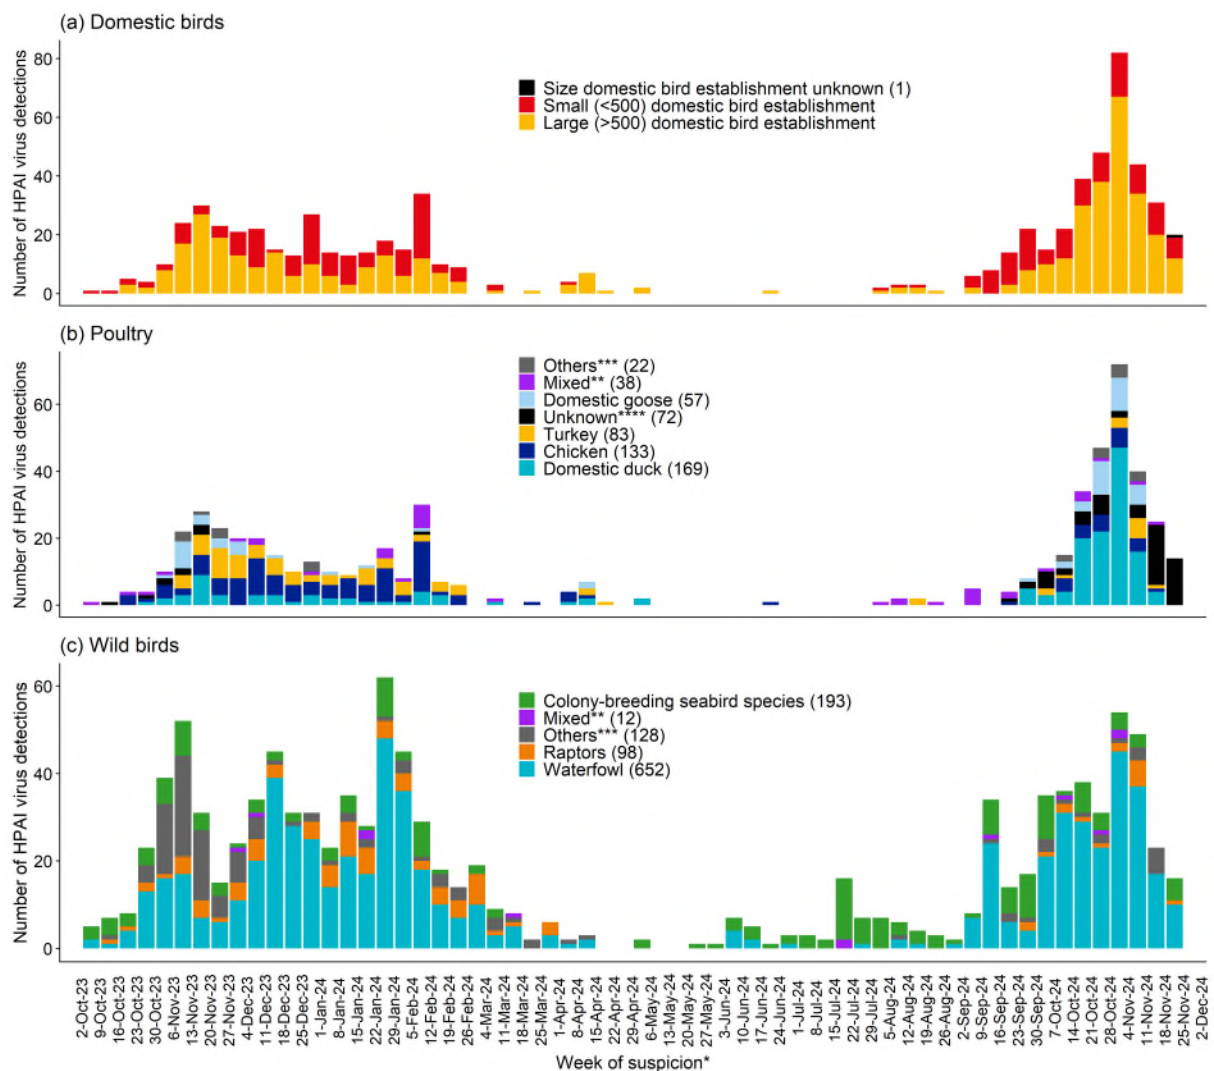 (a) Domestic birds
Number of HPAI virus detections
80
60
40
20
0
Size domestic bird establishment unknown (1)
Small (<500) domestic bird establishment
Large (>500) domestic bird establishment
(b) Poultry
Number of HPAI virus detections
60
40
20
0
Others*** (22)
Mixed** (38)
Domestic goose (57)
Unknown**** (72)
Turkey (83)
Chicken (133)
Domestic duck (169)
(c) Wild birds
Number of HPAI virus detections
60
40
20
0
Colony-breeding seabird species (193)
Mixed** (12)
Others*** (128)
Raptors (98)
Waterfowl (652)
2-Oct-23
9-Oct-23
16-Oct-23
23-Oct-23
30-Oct-23
6-Nov-23
13-Nov-23
20-Nov-23
27-Nov-23
4-Dec-23
11-Dec-23
18-Dec-23
25-Dec-23
1-Jan-24
8-Jan-24
15-Jan-24
22-Jan-24
29-Jan-24
5-Feb-24
12-Feb-24
19-Feb-24
26-Feb-24
4-Mar-24
11-Mar-24
18-Mar-24
25-Mar-24
1-Apr-24
8-Apr-24
15-Apr-24
22-Apr-24
29-Apr-24
6-May-24
13-May-24
20-May-24
27-May-24
3-Jun-24
10-Jun-24
17-Jun-24
24-Jun-24
1-Jul-24
8-Jul-24
15-Jul-24
22-Jul-24
29-Jul-24
5-Aug-24
12-Aug-24
19-Aug-24
26-Aug-24
2-Sep-24
9-Sep-24
16-Sep-24
23-Sep-24
30-Sep-24
7-Oct-24
14-Oct-24
21-Oct-24
28-Oct-24
4-Nov-24
11-Nov-24
18-Nov-24
25-Nov-24
2-Dec-24
Week of suspicion*